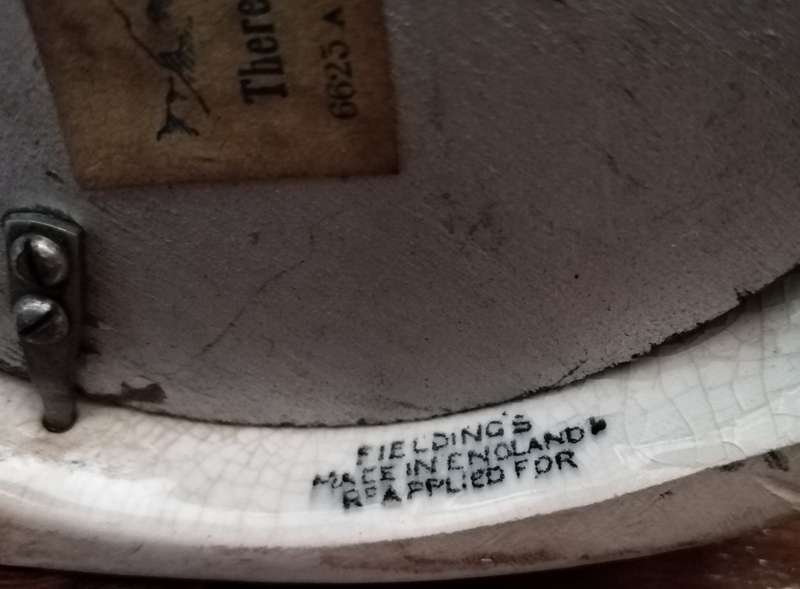 There
6625 A
FIELDING'S
MADE IN ENGLAND
Rᴰ APPLIED FOR